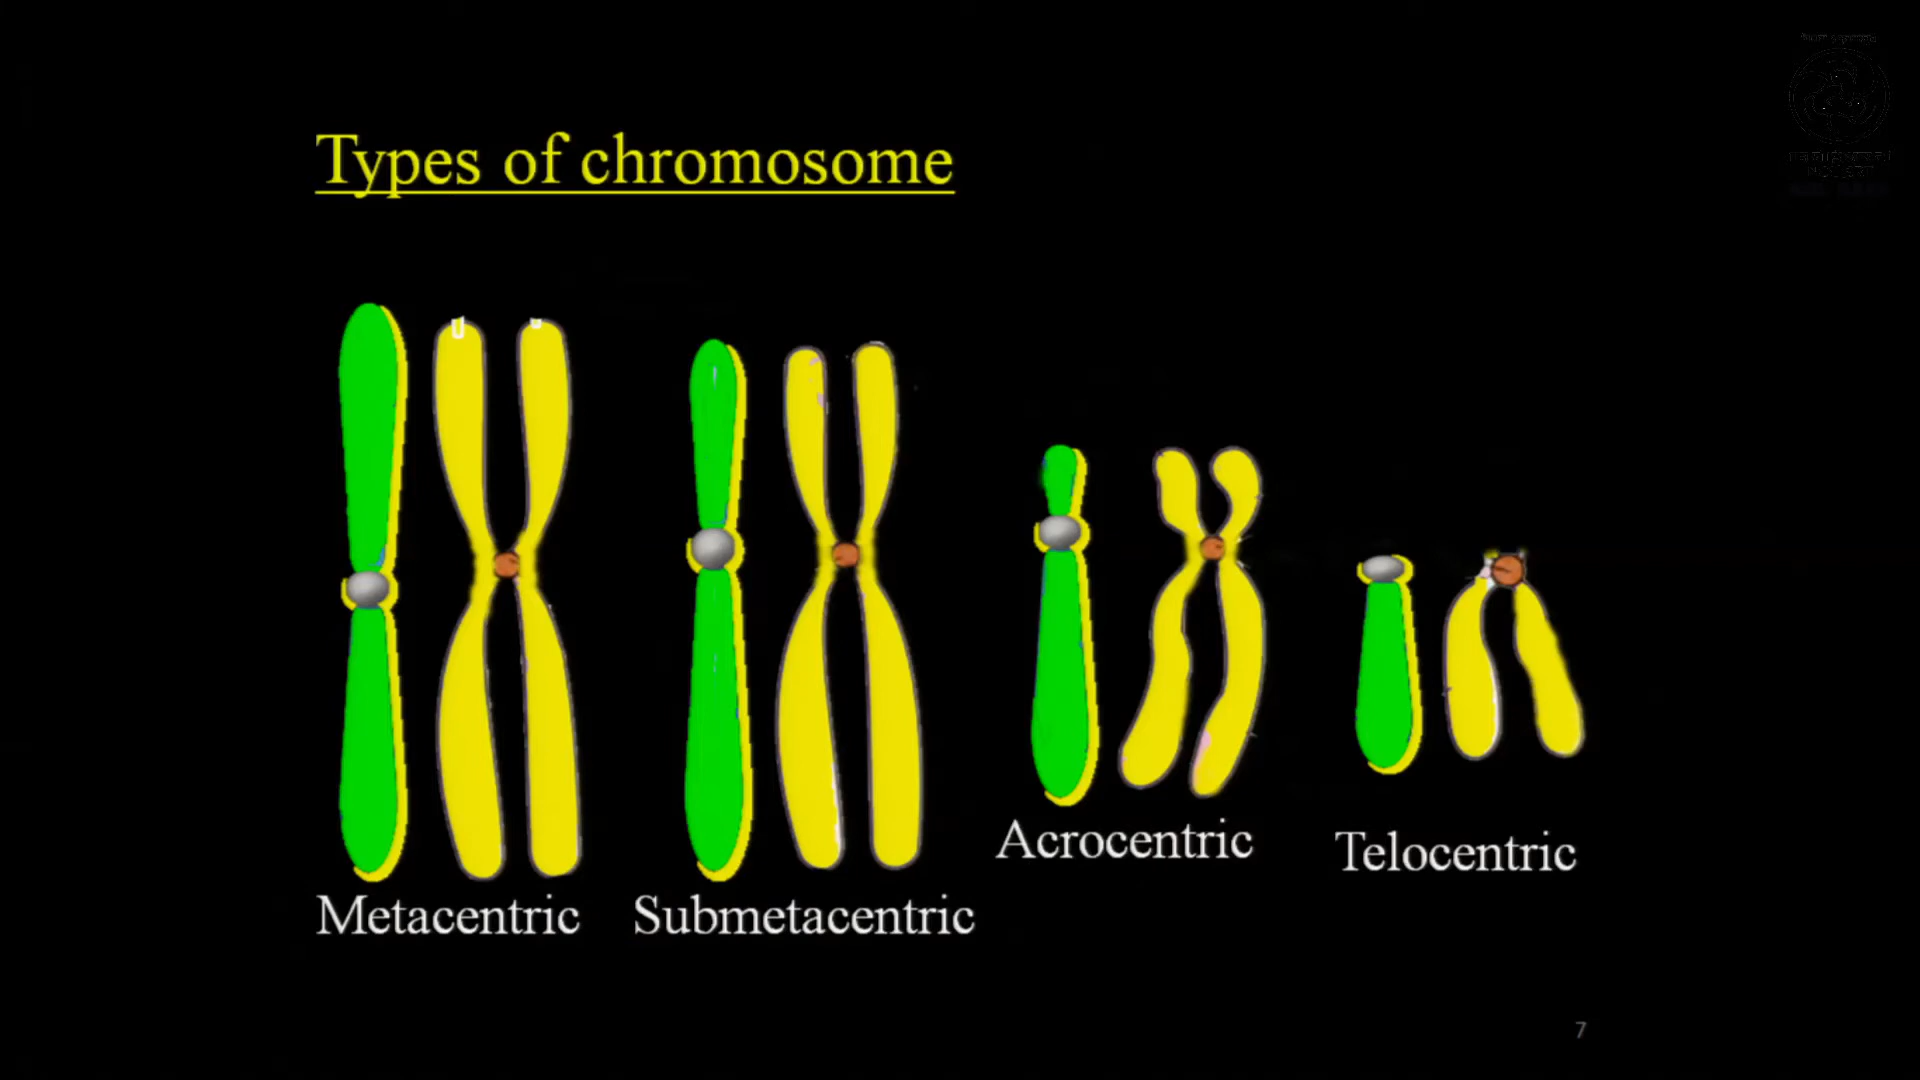 Types of chromosome
Acrocentric
Telocentric
Metacentric
Submetacentric
7